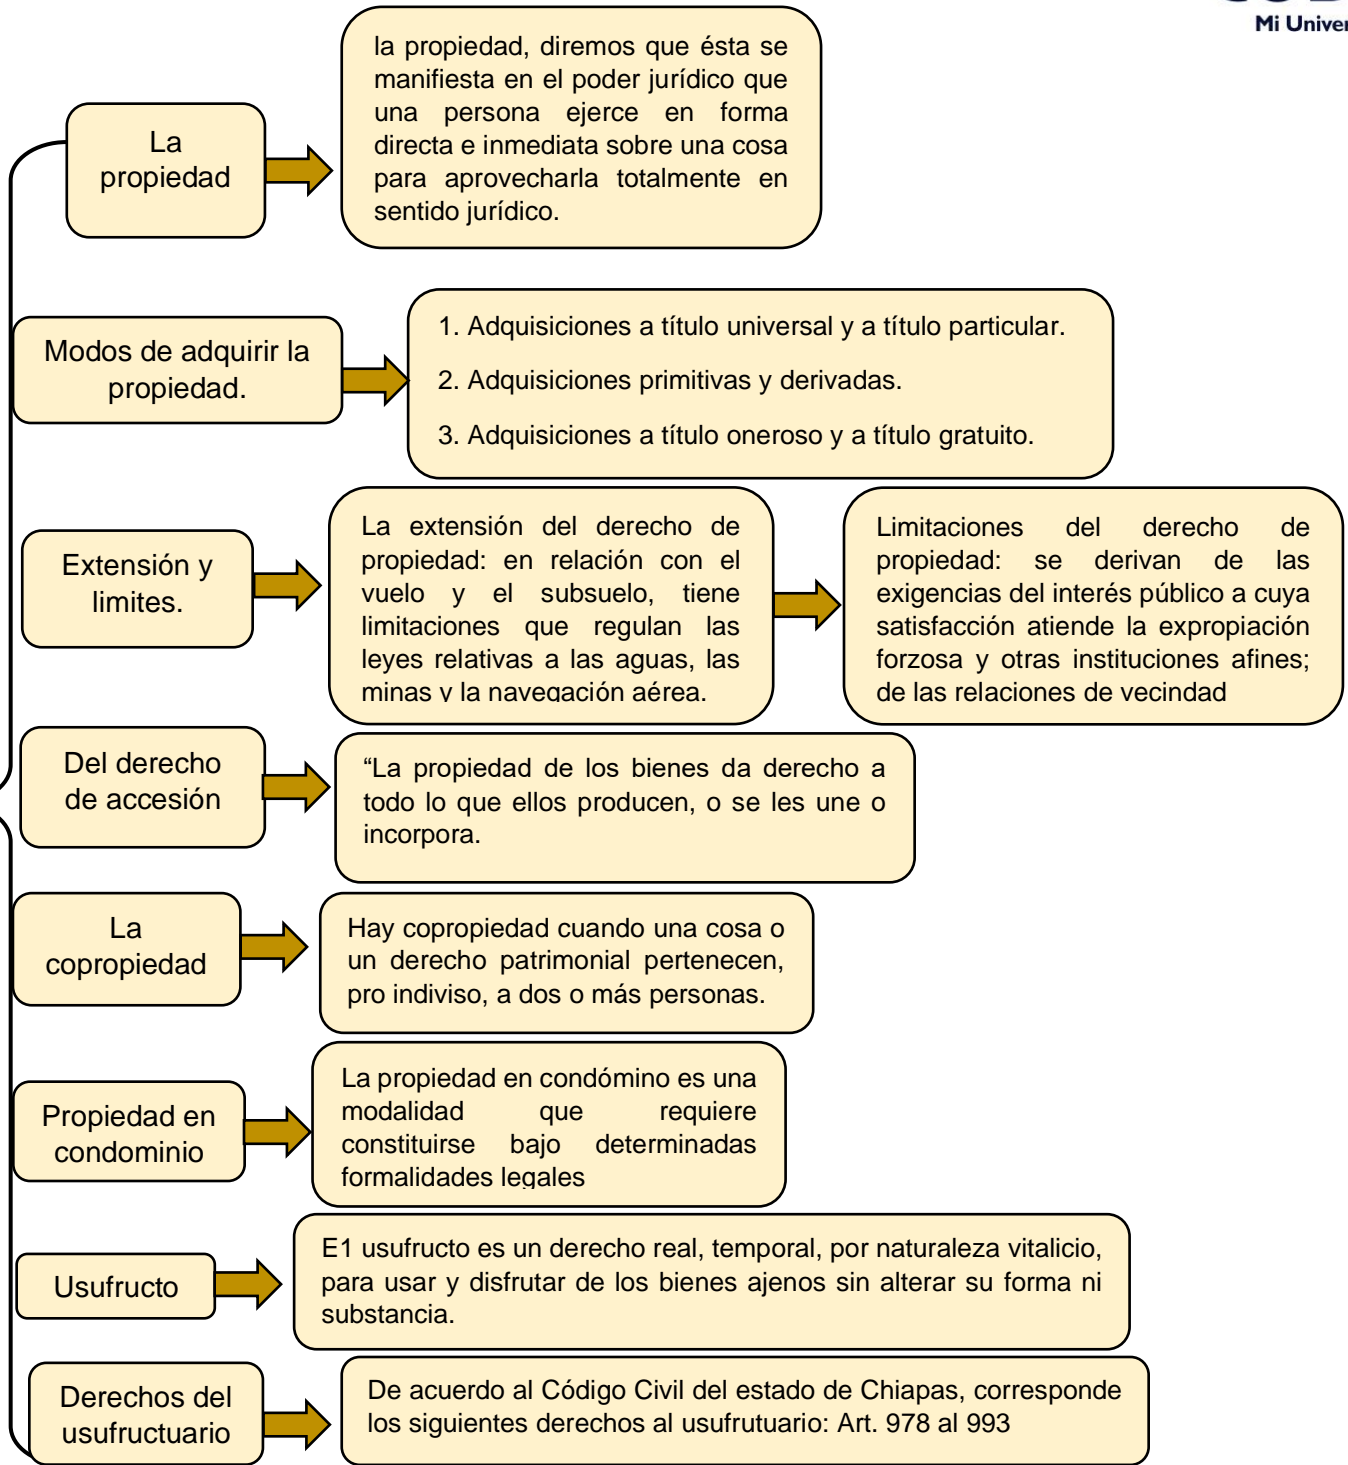 Mi Univer
la propiedad, diremos que ésta se
manifiesta en el poder jurídico que
una persona ejerce en forma
directa e inmediata sobre una cosa
para aprovecharla totalmente en
sentido jurídico.
La
propiedad
Modos de adquirir la
propiedad.
1. Adquisiciones a título universal y a título particular.
2. Adquisiciones primitivas y derivadas.
3. Adquisiciones a título oneroso y a título gratuito.
Extensión y
limites.
La extensión del derecho de
propiedad: en relación con el
vuelo y el subsuelo, tiene
limitaciones que regulan las
leyes relativas a las aguas, las
minas y la navegación aérea.
Limitaciones del derecho de
propiedad: se derivan de las
exigencias del interés público a cuya
satisfacción atiende la expropiación
forzosa y otras instituciones afines;
de las relaciones de vecindad
Del derecho
de accesión
“La propiedad de los bienes da derecho a
todo lo que ellos producen, o se les une o
incorpora.
La
copropiedad
Hay copropiedad cuando una cosa o
un derecho patrimonial pertenecen,
pro indiviso, a dos o más personas.
Propiedad en
condominio
La propiedad en condómino es una
modalidad que requiere
constituirse bajo determinadas
formalidades legales
Usufructo
E1 usufructo es un derecho real, temporal, por naturaleza vitalicio,
para usar y disfrutar de los bienes ajenos sin alterar su forma ni
substancia.
Derechos del
usufructuario
De acuerdo al Código Civil del estado de Chiapas, corresponde
los siguientes derechos al usufrutuario: Art. 978 al 993